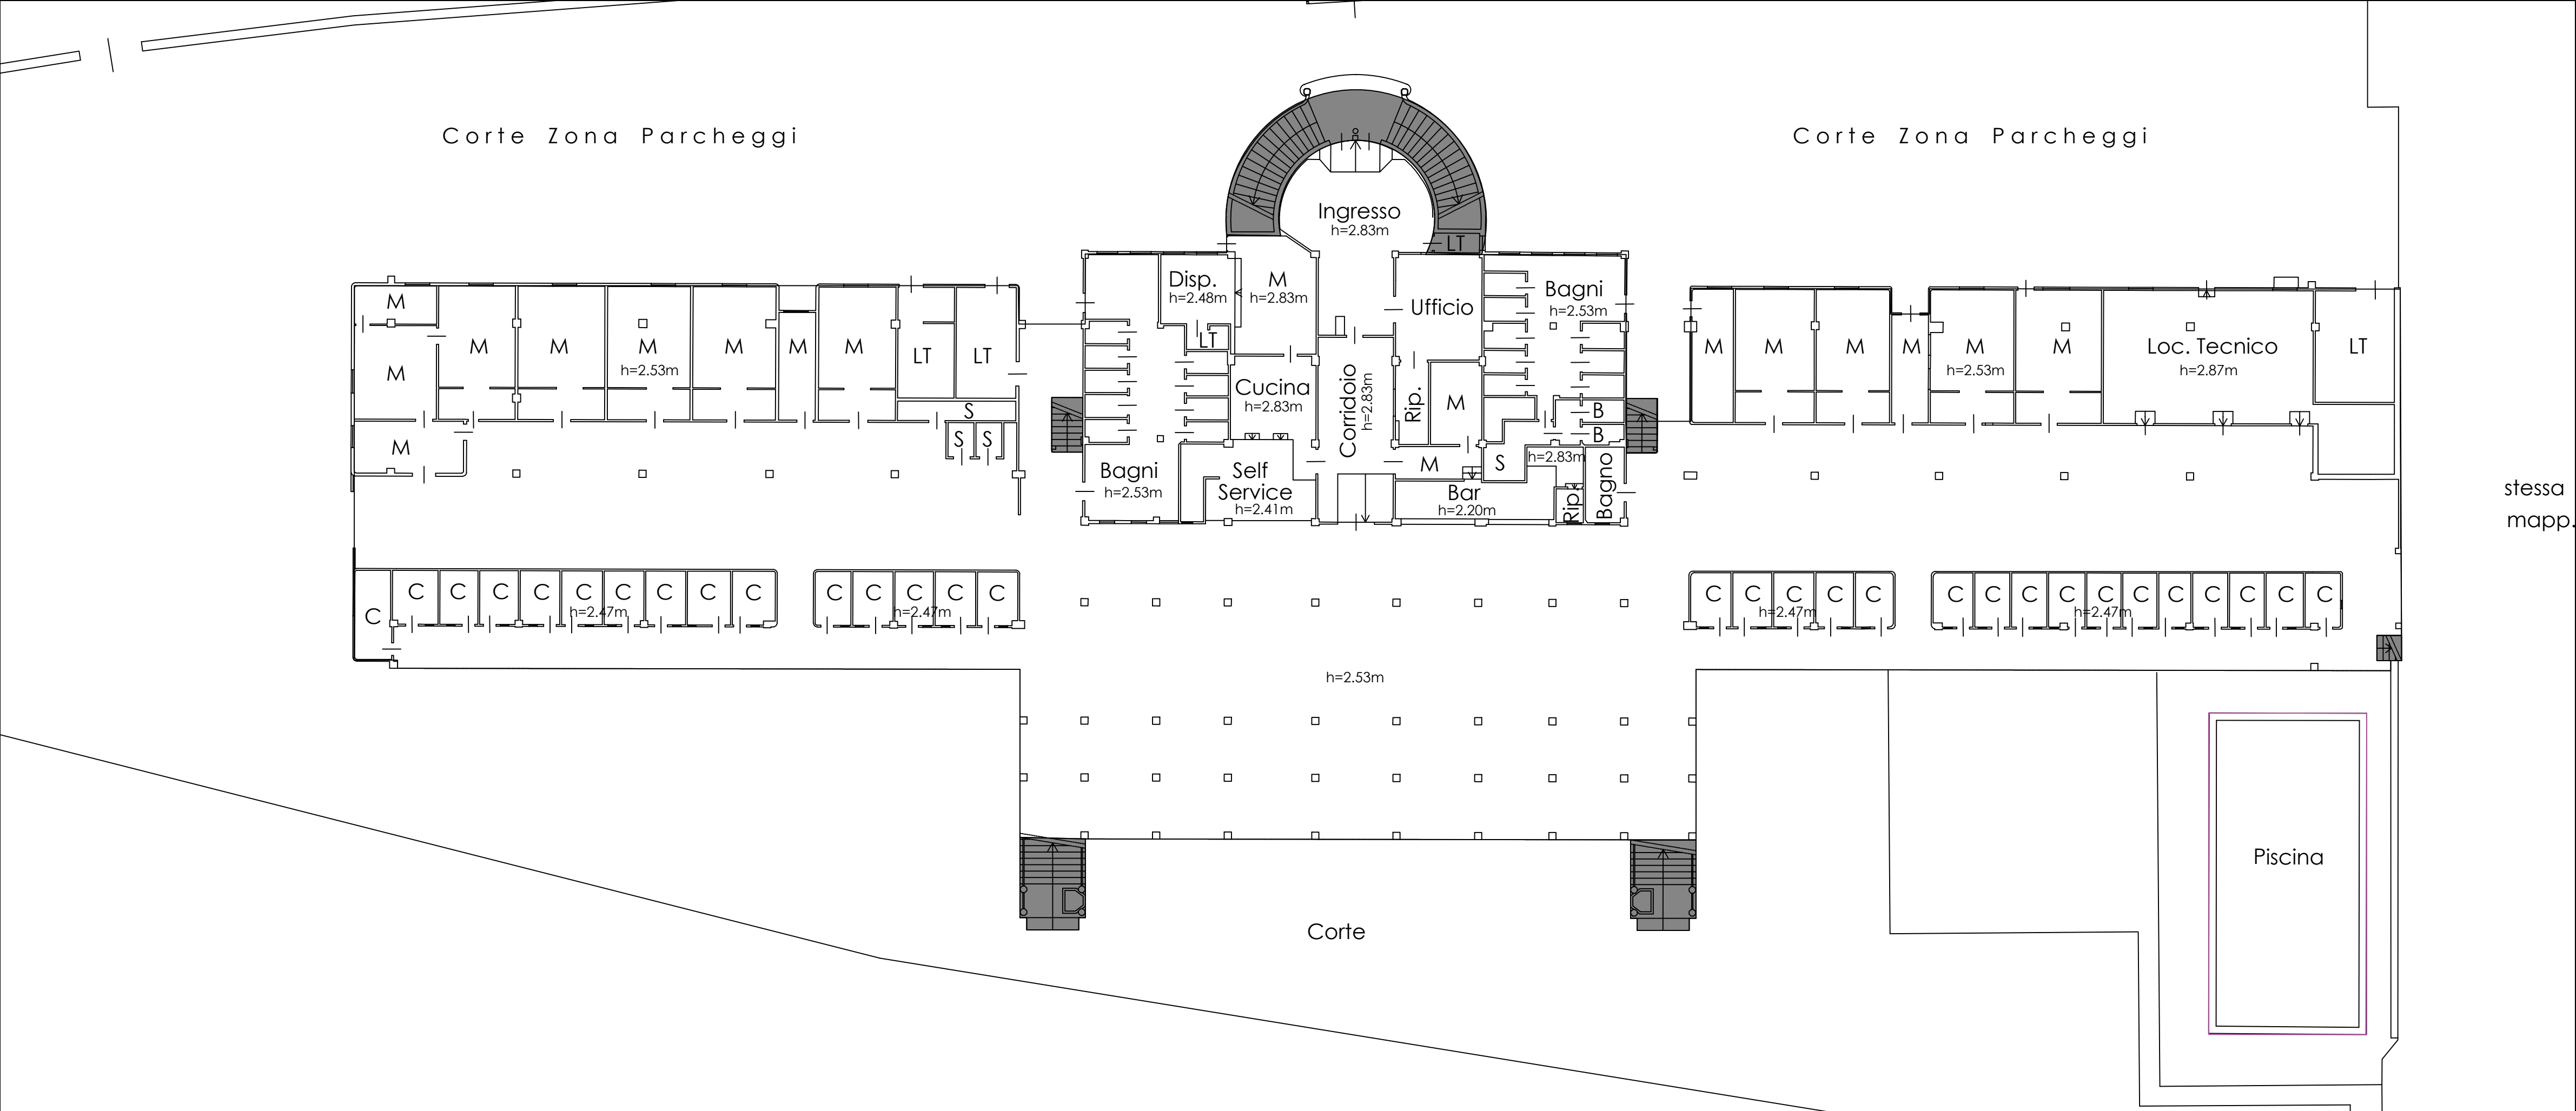 Corte Zona Parcheggi
Corte Zona Parcheggi
Ingresso
h=2.83m
LT
Disp.
h=2.48m
M
h=2.83m
LT
Ufficio
Bagni
h=2.53m
M
M
M
M
M
h=2.53m
M
M
M
LT
LT
M
S
S
S
Cucina
h=2.83m
Corridoio
h=2.83m
Rip.
M
B
B
Bagni
h=2.53m
Self
Service
h=2.41m
M
S
h=2.83m
Bar
h=2.20m
Rip.
Bagno
M
M
M
M
M
h=2.53m
M
Loc. Tecnico
h=2.87m
LT
stessa
mapp.
C
C
C
C
C
C
C
C
C
C
h=2.47m
C
C
C
C
C
h=2.47m
C
C
C
C
C
h=2.47m
C
C
C
C
C
C
C
C
C
C
C
h=2.47m
h=2.53m
Piscina
Corte